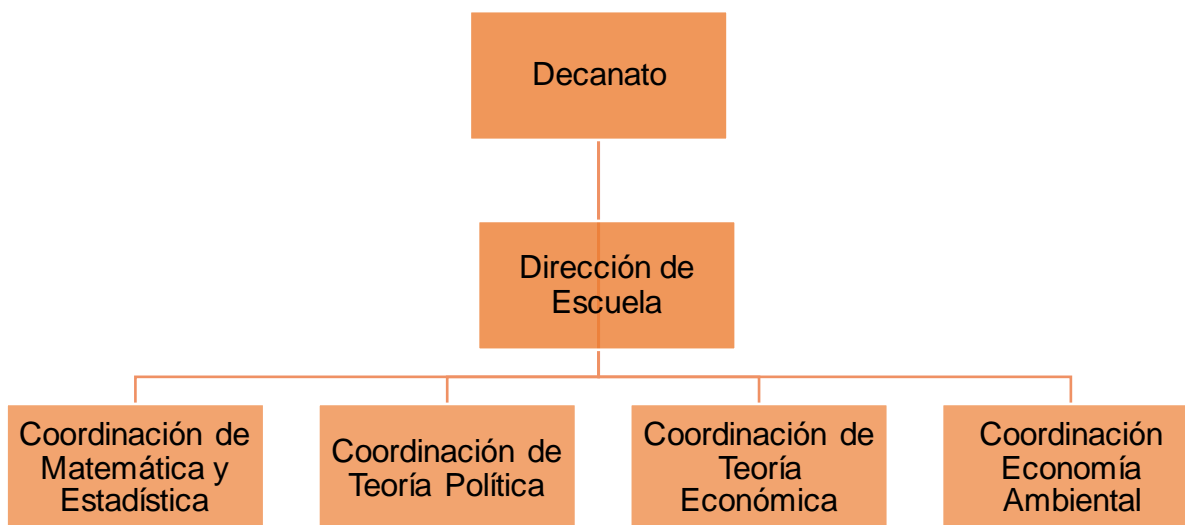 Decanato
Dirección de
Escuela
Coordinación de
Matemática y
Estadística
Coordinación de
Teoría Política
Coordinación de
Teoría
Económica
Coordinación
Economía
Ambiental